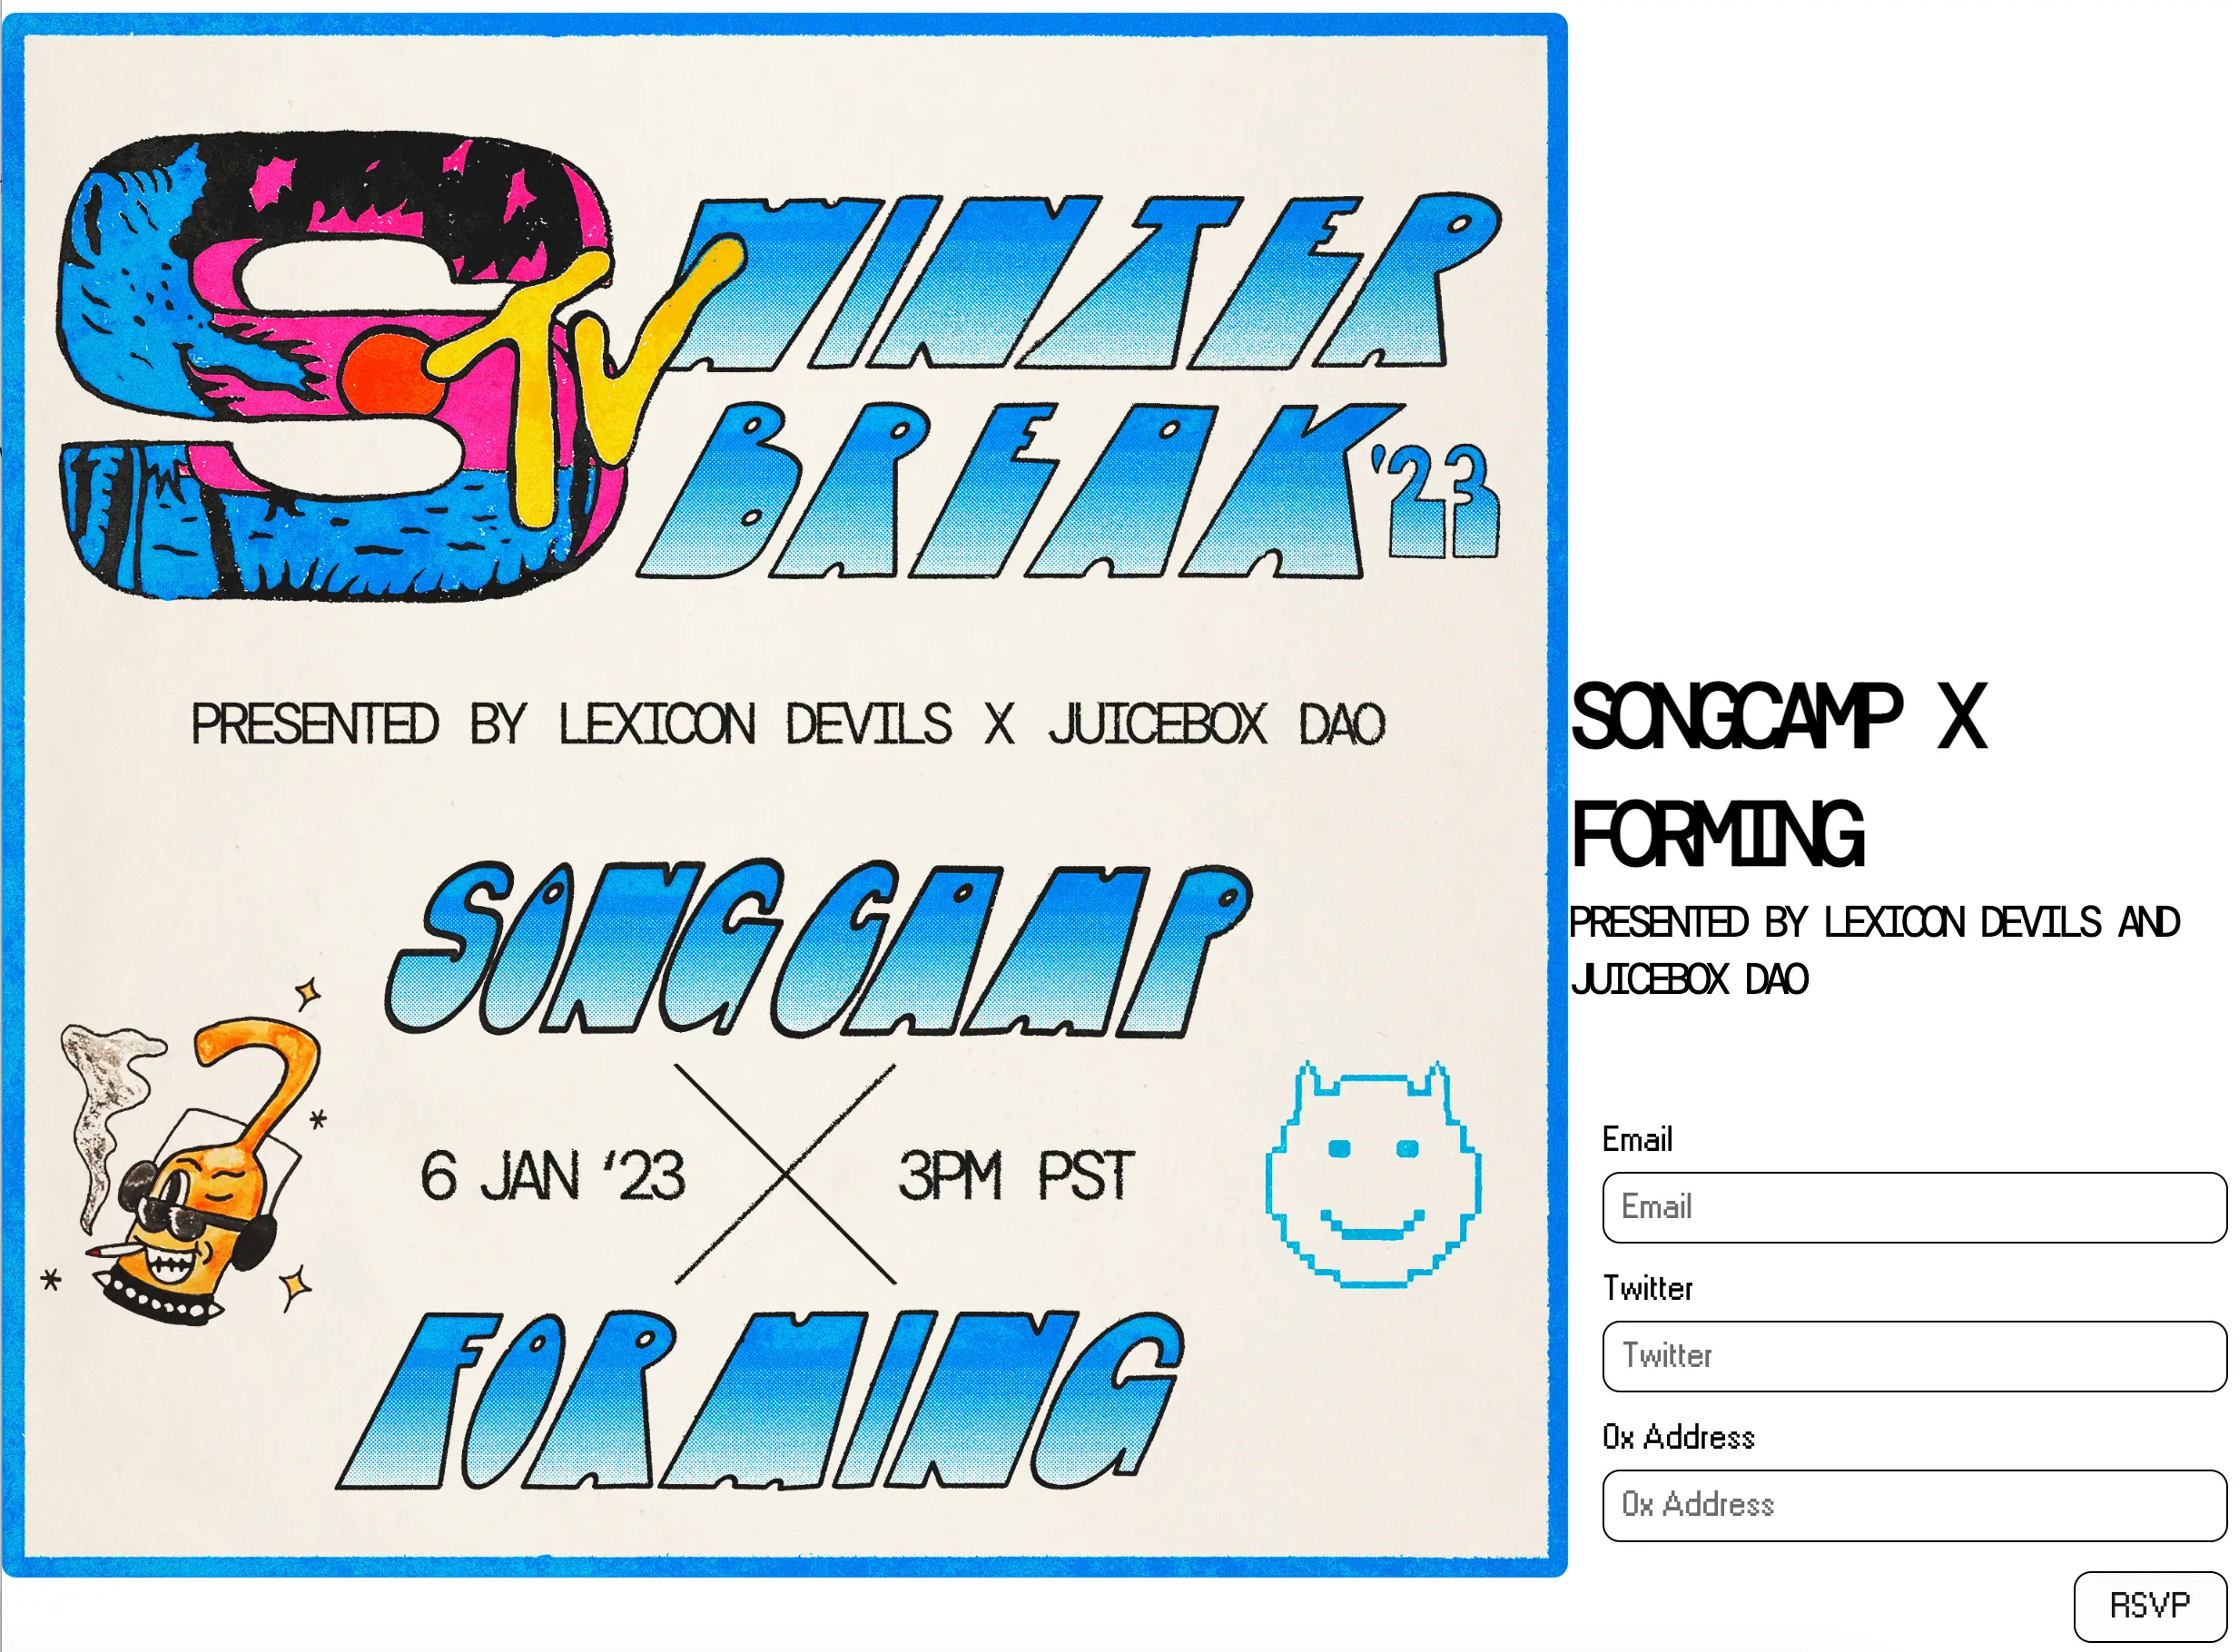 STV WINTER
BREAK '23
PRESENTED BY LEXICON DEVILS X JUICEBOX DAO
SONGCAMP
6 JAN '23 X 3PM PST
FORMING
SONGCAMP X
FORMING
PRESENTED BY LEXICON DEVILS AND
JUICEBOX DAO
Email
Email
Twitter
Twitter
0x Address
0x Address
RSVP